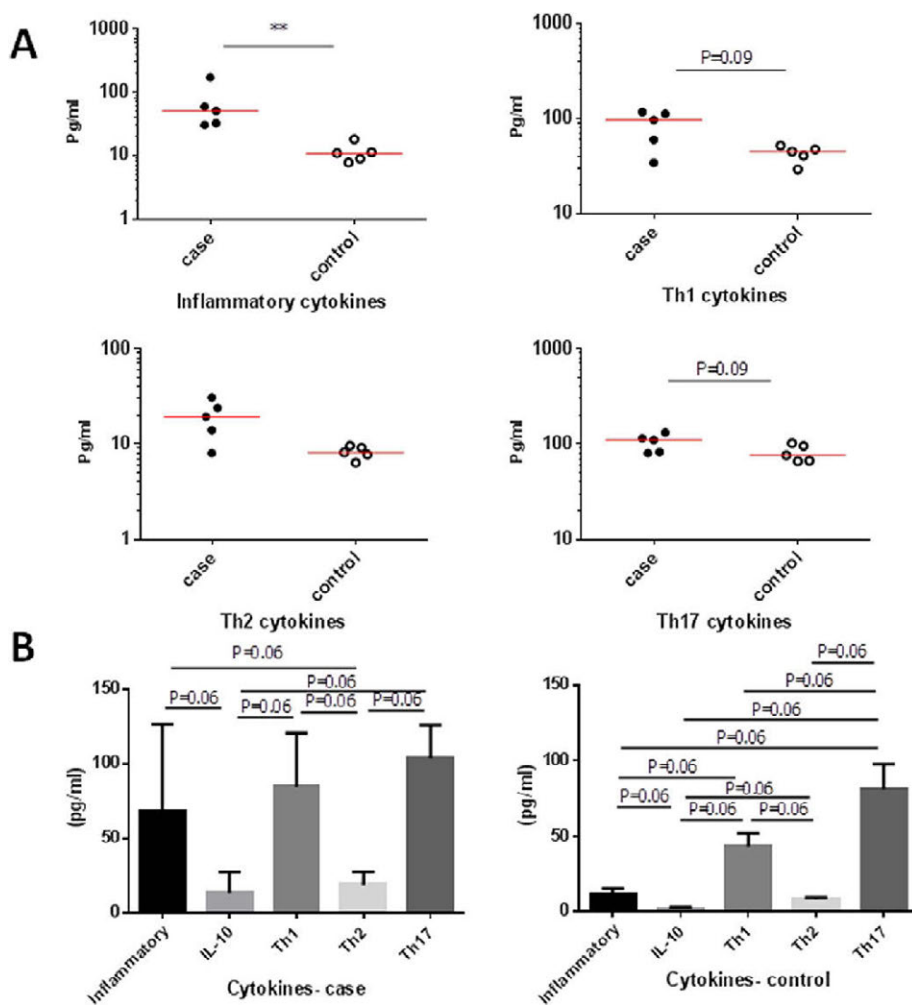 A
1000
100
10
1
Pg/ml
**
case
control
Inflammatory cytokines
1000
100
10
Pg/ml
P=0.09
case
control
Th1 cytokines
100
10
1
Pg/ml
case
control
Th2 cytokines
1000
100
10
Pg/ml
P=0.09
case
control
Th17 cytokines
B
P=0.06
P=0.06
P=0.06 P=0.06 P=0.06 P=0.06
150
100
50
0
(pg/ml)
Inflammatory
IL-10
Th1
Th2
Th17
Cytokines- case
P=0.06
P=0.06
P=0.06
P=0.06
P=0.06
P=0.06
P=0.06 P=0.06 P=0.06
150
100
50
0
(pg/ml)
Inflammatory
IL-10
Th1
Th2
Th17
Cytokines- control